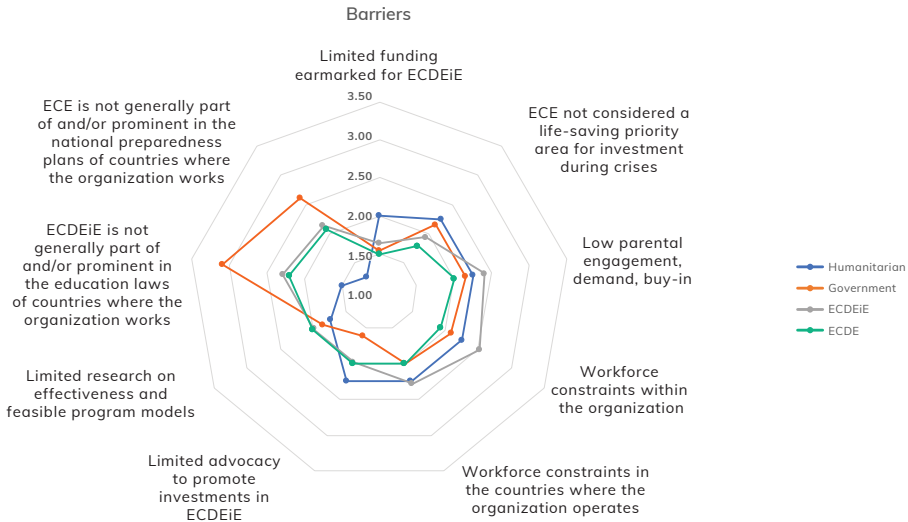 Barriers
Limited funding
earmarked for ECDEiE
ECE not considered a
life-saving priority
area for investment
during crises
Low parental
engagement,
demand, buy-in
Workforce
constraints within
the organization
Workforce constraints in
the countries where the
organization operates
Limited advocacy
to promote
investments in
ECDEiE
Limited research on
effectiveness and
feasible program models
ECDEiE is not
generally part of
and/or prominent in
the education laws
of countries where the
organization works
ECE is not generally part
of and/or prominent in the
national preparedness
plans of countries where
the organization works
3.50
3.00
2.50
2.00
1.50
1.00
Humanitarian
Government
ECDEiE
ECDE